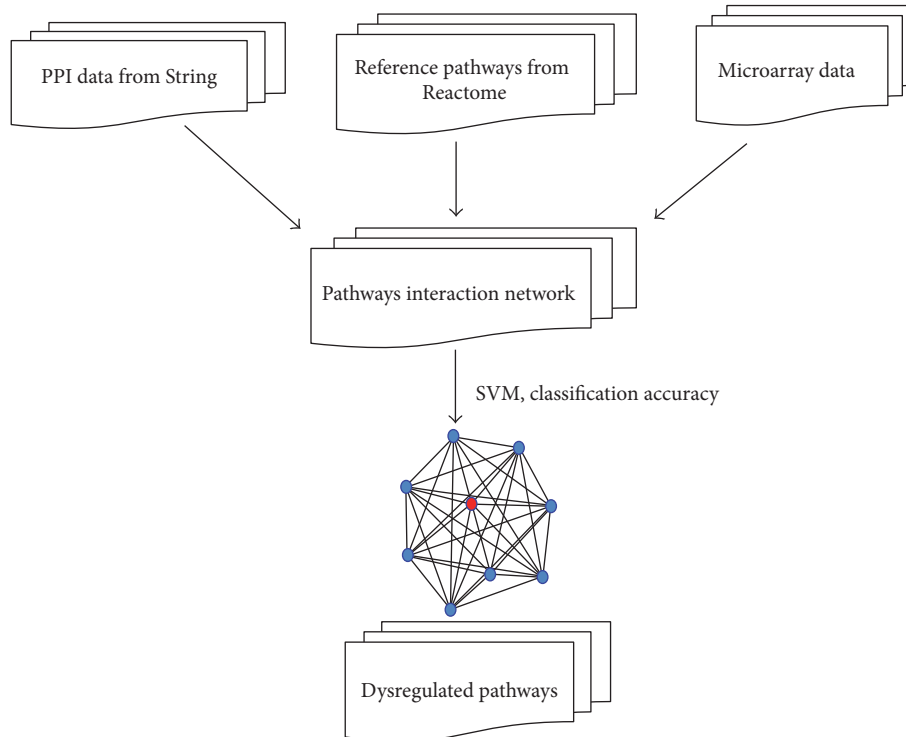 PPI data from String
Reference pathways from
Reactome
Microarray data
Pathways interaction network
SVM, classification accuracy
Dysregulated pathways